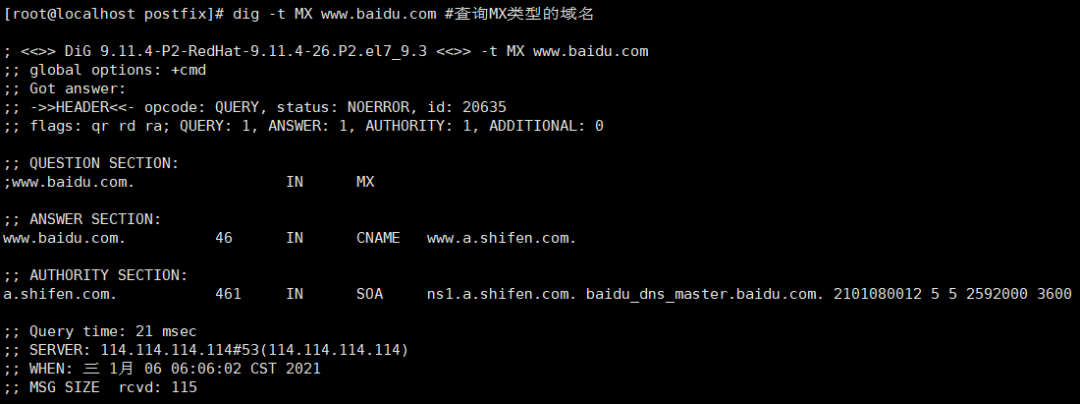 [root@localhost postfix]# dig -t MX www.baidu.com #查询MX类型的域名
; <<>> DiG 9.11.4-P2-RedHat-9.11.4-26.P2.el7_9.3 <<>> -t MX www.baidu.com
;; global options: +cmd
;; Got answer:
;; ->>HEADER<<- opcode: QUERY, status: NOERROR, id: 20635
;; flags: qr rd ra; QUERY: 1, ANSWER: 1, AUTHORITY: 1, ADDITIONAL: 0
;; QUESTION SECTION:
;www.baidu.com. IN MX
;; ANSWER SECTION:
www.baidu.com. 46 IN CNAME www.a.shifen.com.
;; AUTHORITY SECTION:
a.shifen.com. 461 IN SOA ns1.a.shifen.com. baidu_dns_master.baidu.com. 2101080012 5 5 2592000 3600
;; Query time: 21 msec
;; SERVER: 114.114.114.114#53(114.114.114.114)
;; WHEN: 三 1月 06 06:06:02 CST 2021
;; MSG SIZE rcvd: 115